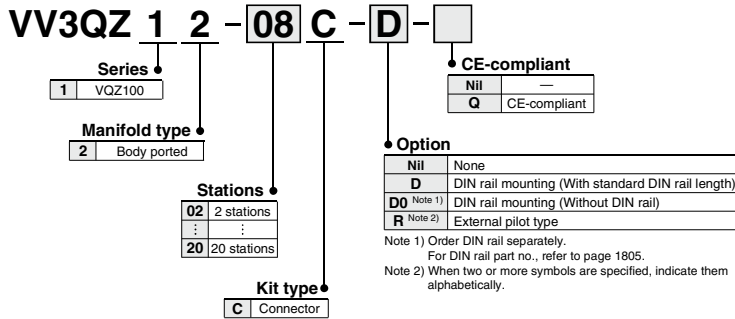 VV3QZ 1 2 - 08 C - D -
CE-compliant
Nil —
Q CE-compliant
Series
1 VQZ100
Manifold type
2 Body ported
Option
Nil None
D DIN rail mounting (With standard DIN rail length)
D0 Note 1) DIN rail mounting (Without DIN rail)
R Note 2) External pilot type
Note 1) Order DIN rail separately.
For DIN rail part no., refer to page 1805.
Note 2) When two or more symbols are specified, indicate them
alphabetically.
Stations
02 2 stations
⋮ ⋮
20 20 stations
Kit type
C Connector